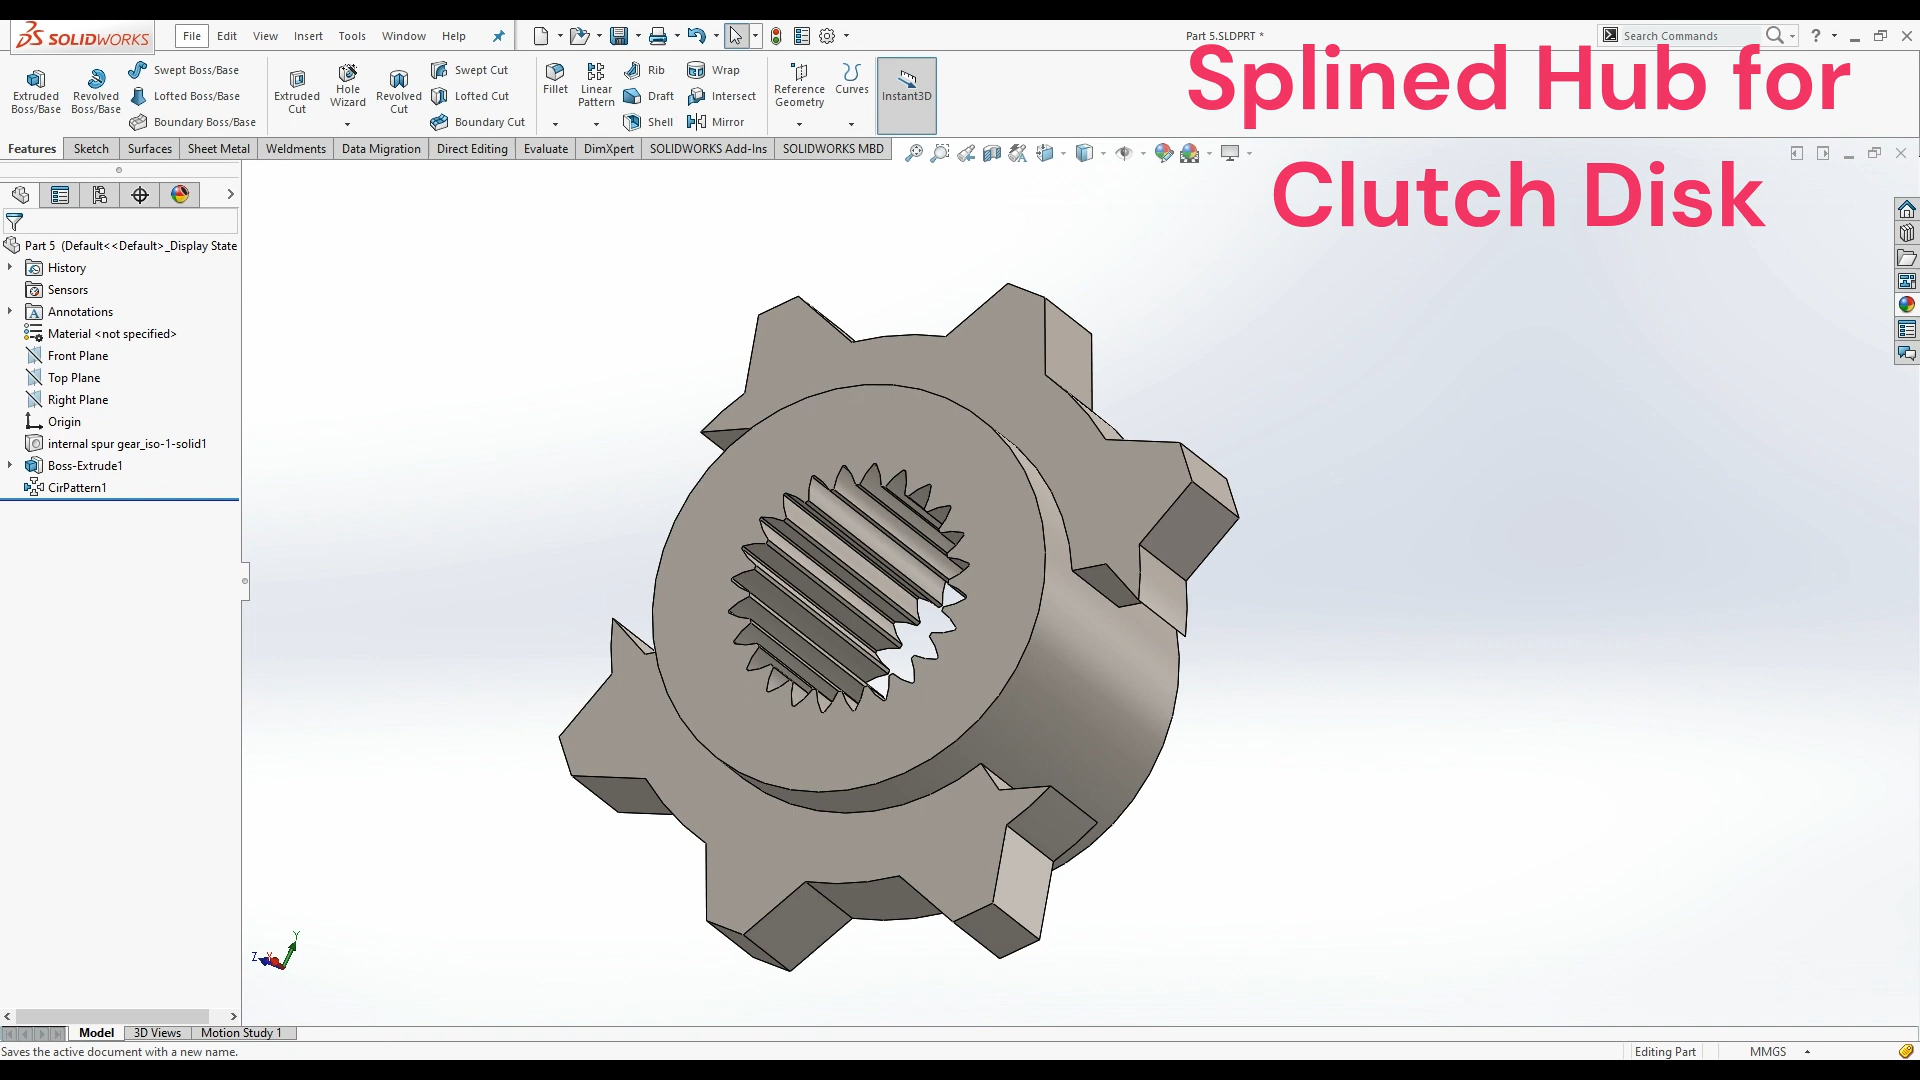 SOLIDWORKS File Edit View Insert Tools Window Help Part 5.SLDPRT * Search Commands ?
Splined Hub for
Clutch Disk
Extruded Boss/Base
Revolved Boss/Base
Swept Boss/Base
Lofted Boss/Base
Boundary Boss/Base
Extruded Cut
Hole Wizard
Revolved Cut
Swept Cut
Lofted Cut
Boundary Cut
Fillet
Linear Pattern
Rib
Draft
Shell
Wrap
Intersect
Mirror
Reference Geometry
Curves
Instant3D
Features Sketch Surfaces Sheet Metal Weldments Data Migration Direct Editing Evaluate DimXpert SOLIDWORKS Add-Ins SOLIDWORKS MBD
Part 5 (Default<<Default>_Display State
History
Sensors
Annotations
Material <not specified>
Front Plane
Top Plane
Right Plane
Origin
internal spur gear_iso-1-solid1
Boss-Extrude1
CirPattern1
Y
Z X
Model 3D Views Motion Study 1
Saves the active document with a new name. Editing Part MMGS